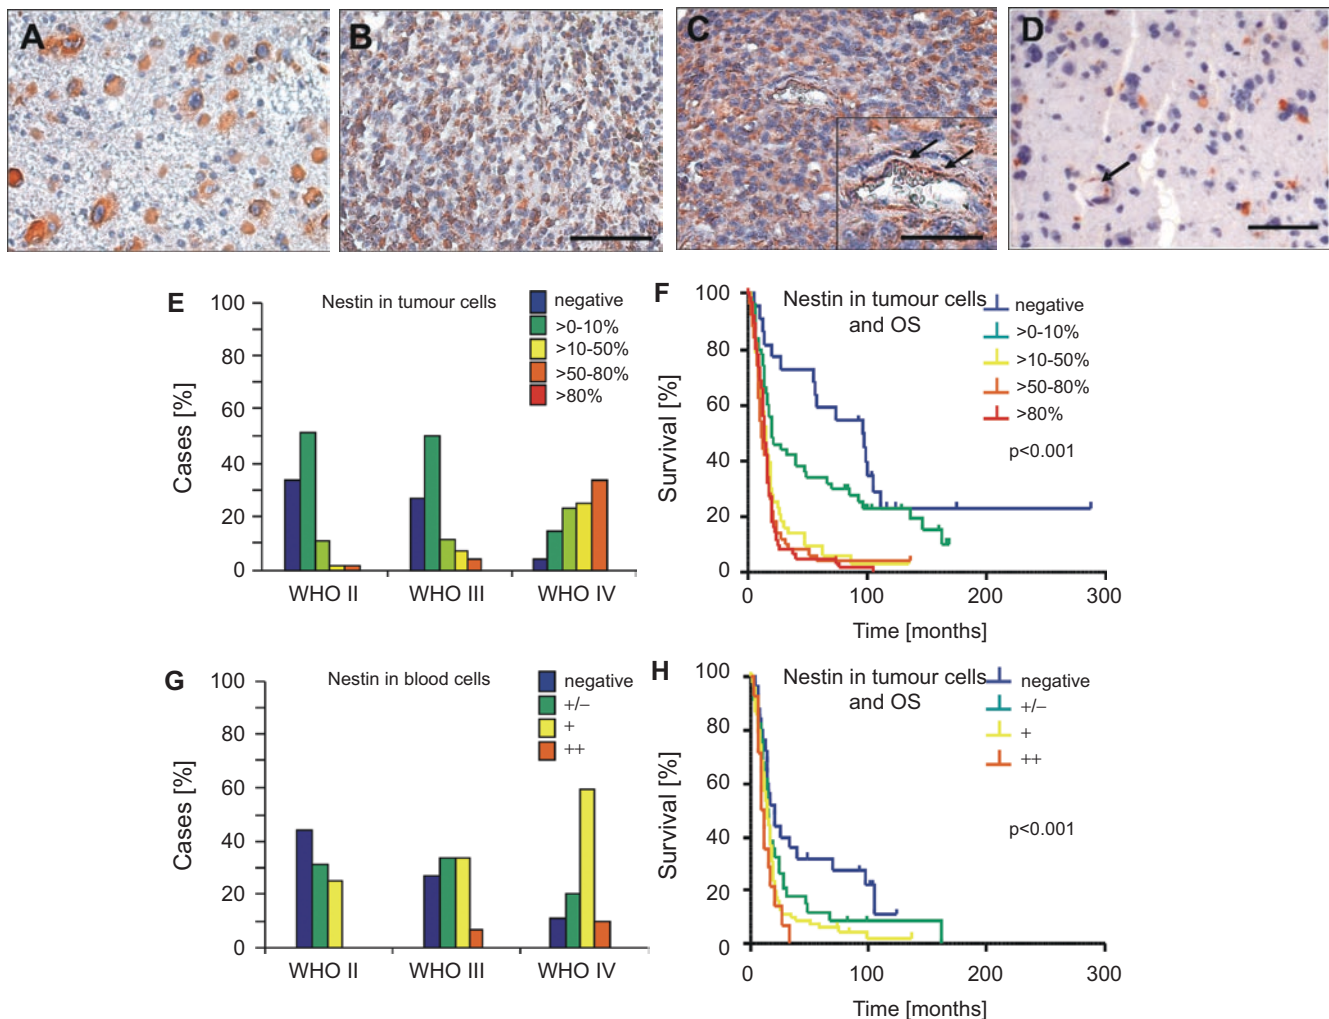 A
B
C
D
E
Nestin in tumour cells
negative
>0-10%
>10-50%
>50-80%
>80%
Cases [%]
100
80
60
40
20
0
WHO II
WHO III
WHO IV
F
Nestin in tumour cells
and OS
negative
>0-10%
>10-50%
>50-80%
>80%
p<0.001
Survival [%]
100
80
60
40
20
0
0
100
200
300
Time [months]
G
Nestin in blood cells
negative
+/−
+
++
Cases [%]
100
80
60
40
20
0
WHO II
WHO III
WHO IV
H
Nestin in tumour cells
and OS
negative
+/−
+
++
p<0.001
Survival [%]
100
80
60
40
20
0
0
100
200
300
Time [months]